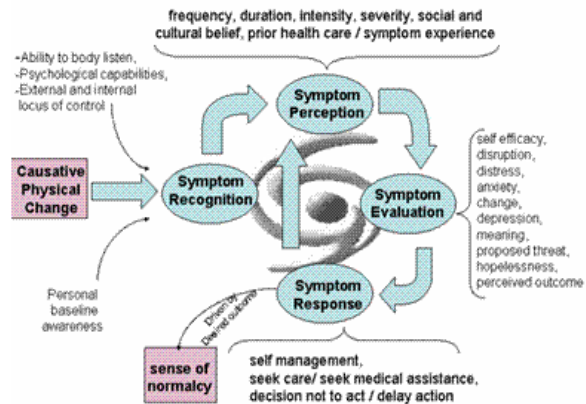 frequency, duration, intensity, severity, social and
cultural belief, prior health care / symptom experience
-Ability to body listen,
-Psychological capabilities,
-External and internal
locus of control
Symptom
Perception
Causative
Physical
Change
Symptom
Recognition
Symptom
Evaluation
self efficacy,
disruption,
distress,
anxiety,
change,
depression,
meaning,
proposed threat,
hopelessness,
perceived outcome
Personal
baseline
awareness
Symptom
Response
Driven by
Desired outcome
sense of
normalcy
self management,
seek care/ seek medical assistance,
decision not to act / delay action